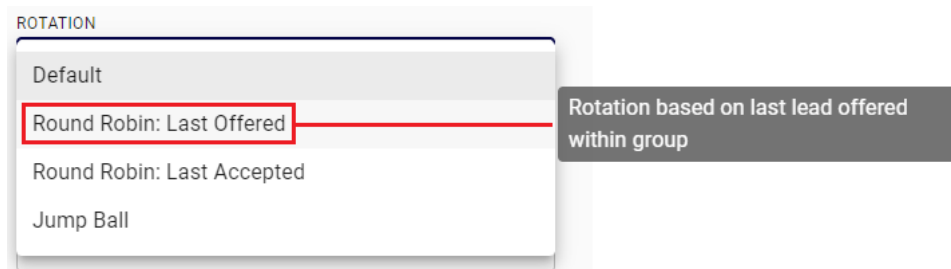 ROTATION
Default
Round Robin: Last Offered
Rotation based on last lead offered
within group
Round Robin: Last Accepted
Jump Ball